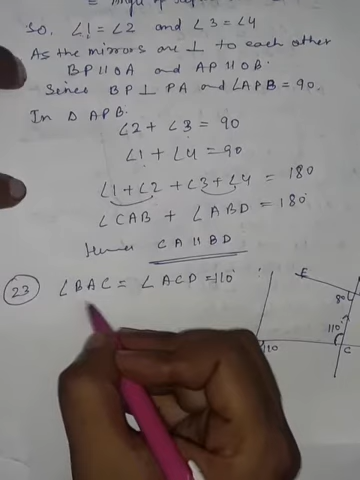 So, ∠1 = ∠2 and ∠3 = ∠4
As the mirrors are ⊥ to each other
BP || OA and AP || OB.
BP ⊥ PA and ∠APB = 90.
In △ APB.
∠2 + ∠3 = 90
∠1 + ∠4 = 90
∠1 + ∠2 + ∠3 + ∠4 = 180
∠CAB + ∠ABD = 180
Hence CA || BD
23 ∠BAC = ∠ACD = 110°
E
80
110
C